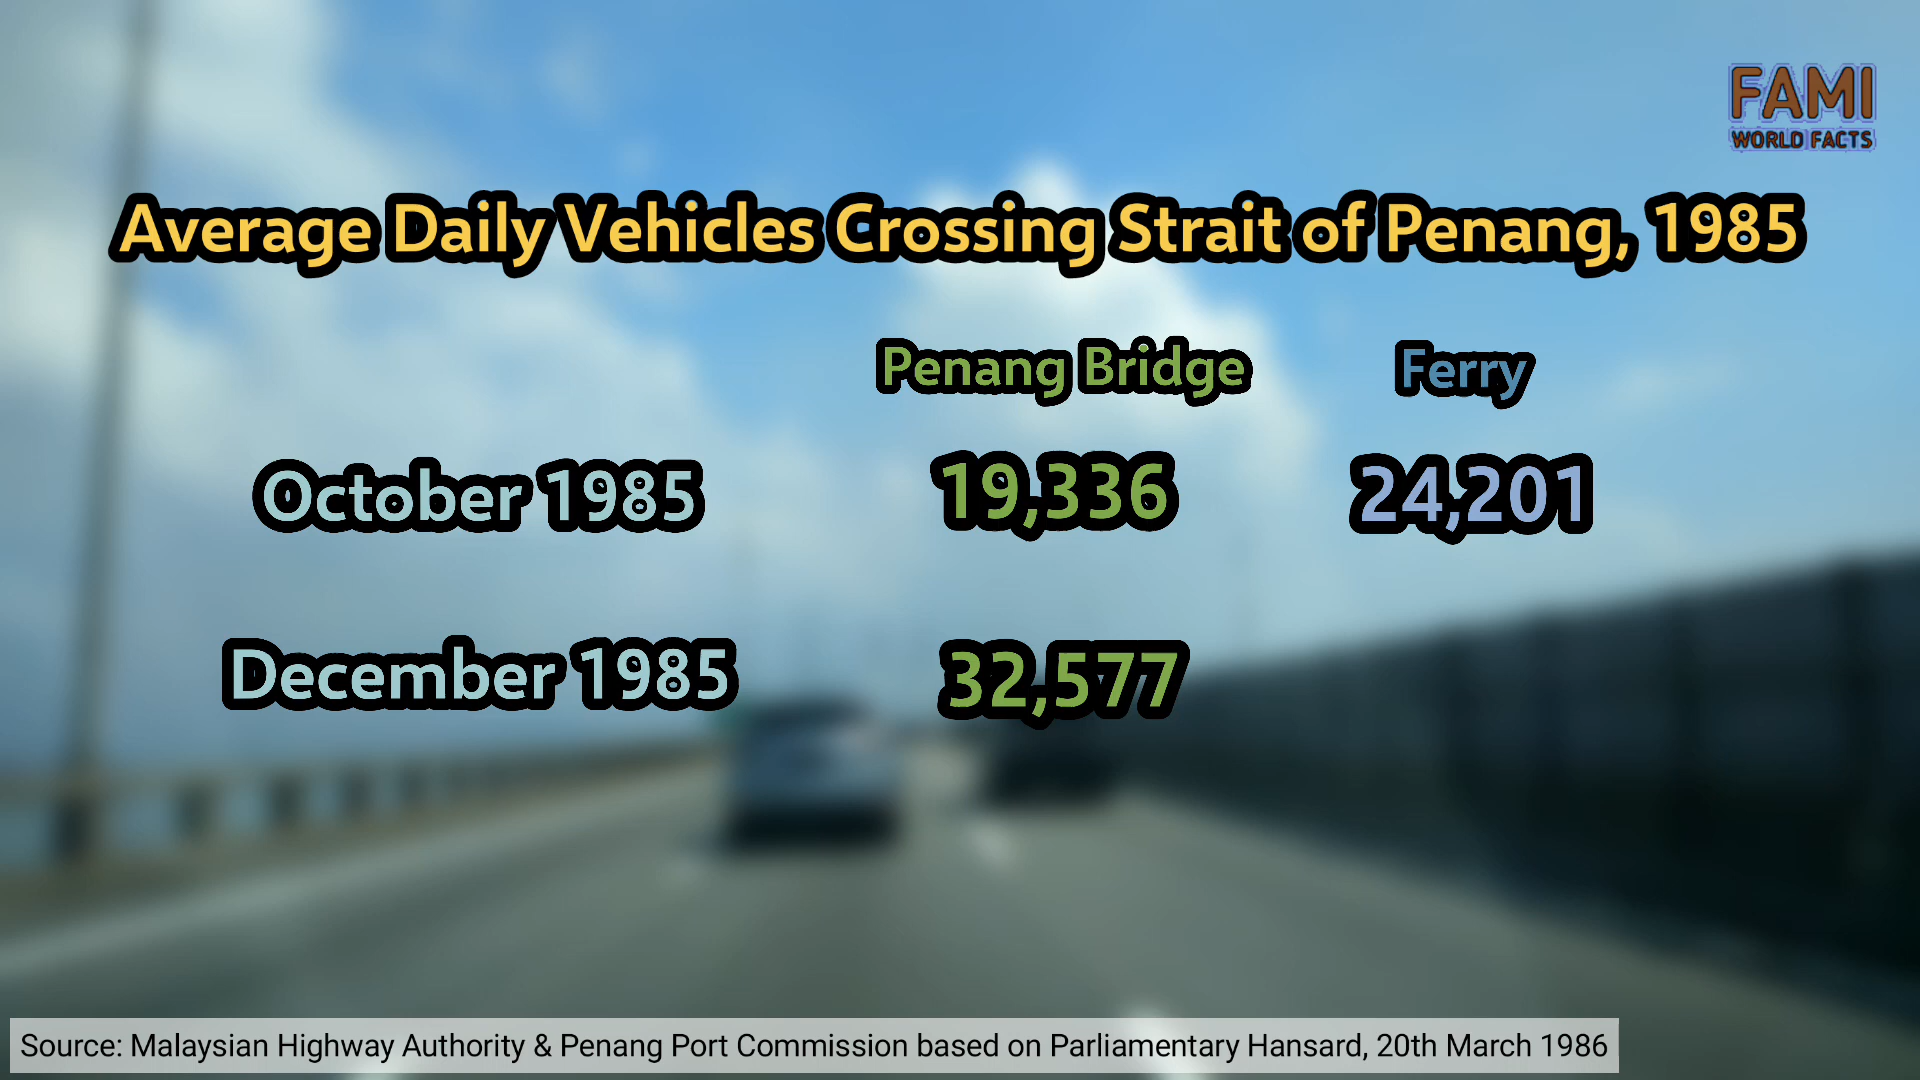 FAMI
WORLD FACTS
Average Daily Vehicles Crossing Strait of Penang, 1985
Penang Bridge Ferry
October 1985 19,336 24,201
December 1985 32,577
Source: Malaysian Highway Authority & Penang Port Commission based on Parliamentary Hansard, 20th March 1986